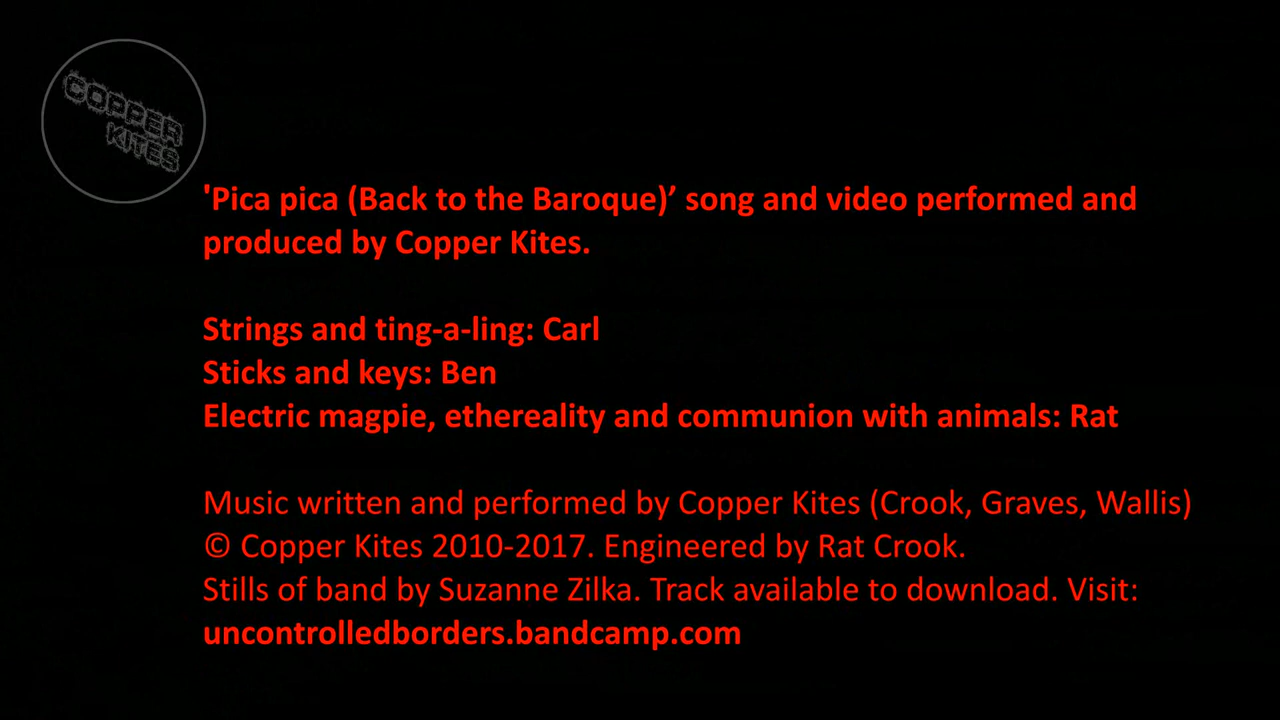 COPPER
KITES
'Pica pica (Back to the Baroque)’ song and video performed and
produced by Copper Kites.
Strings and ting-a-ling: Carl
Sticks and keys: Ben
Electric magpie, ethereality and communion with animals: Rat
Music written and performed by Copper Kites (Crook, Graves, Wallis)
© Copper Kites 2010-2017. Engineered by Rat Crook.
Stills of band by Suzanne Zilka. Track available to download. Visit:
uncontrolledborders.bandcamp.com